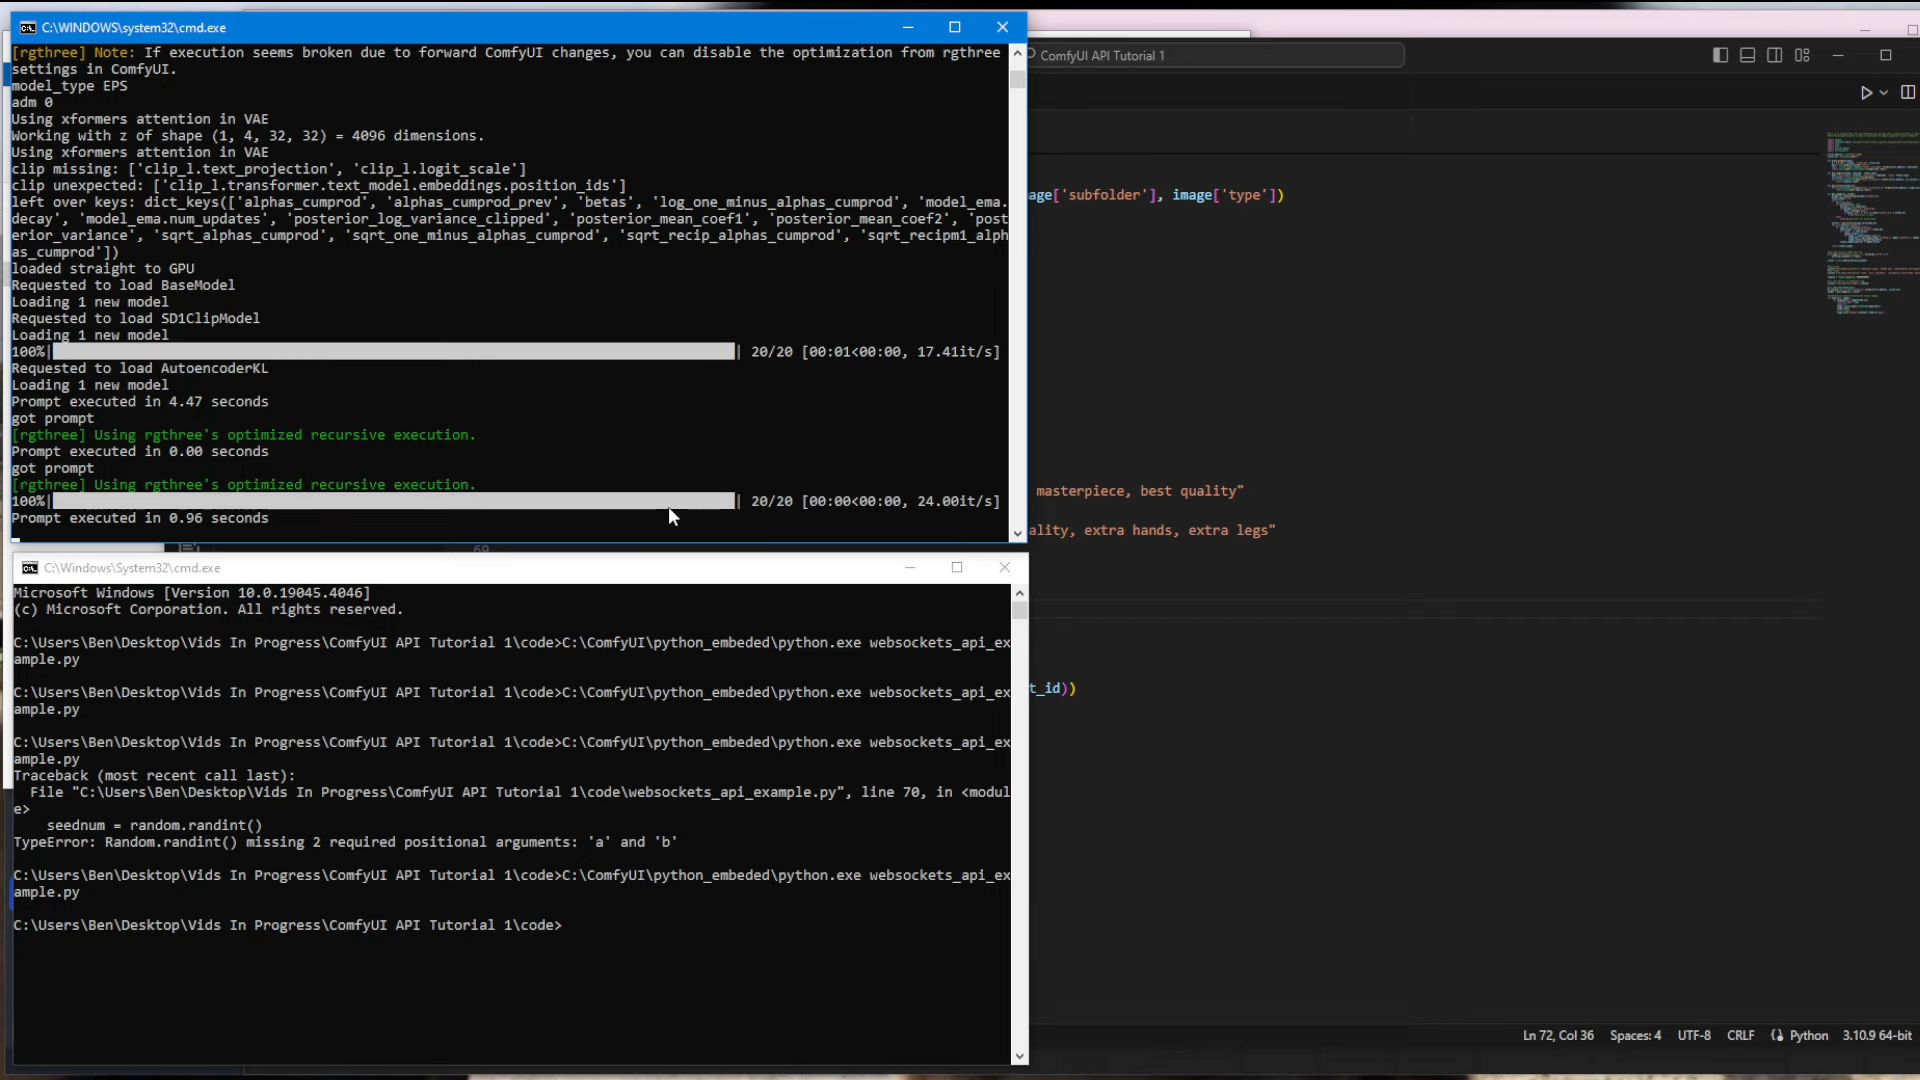 C:\WINDOWS\system32\cmd.exe
[rgthree] Note: If execution seems broken due to forward ComfyUI changes, you can disable the optimization from rgthree
settings in ComfyUI.
model_type EPS
adm 0
Using xformers attention in VAE
Working with z of shape (1, 4, 32, 32) = 4096 dimensions.
Using xformers attention in VAE
clip missing: ['clip_l.text_projection', 'clip_l.logit_scale']
clip unexpected: ['clip_l.transformer.text_model.embeddings.position_ids']
left over keys: dict_keys(['alphas_cumprod', 'alphas_cumprod_prev', 'betas', 'log_one_minus_alphas_cumprod', 'model_ema.
decay', 'model_ema.num_updates', 'posterior_log_variance_clipped', 'posterior_mean_coef1', 'posterior_mean_coef2', 'post
erior_variance', 'sqrt_alphas_cumprod', 'sqrt_one_minus_alphas_cumprod', 'sqrt_recip_alphas_cumprod', 'sqrt_recipm1_alph
as_cumprod'])
loaded straight to GPU
Requested to load BaseModel
Loading 1 new model
Requested to load SD1ClipModel
Loading 1 new model
100%| | 20/20 [00:01<00:00, 17.41it/s]
Requested to load AutoencoderKL
Loading 1 new model
Prompt executed in 4.47 seconds
got prompt
[rgthree] Using rgthree's optimized recursive execution.
Prompt executed in 0.00 seconds
got prompt
[rgthree] Using rgthree's optimized recursive execution.
100%| | 20/20 [00:00<00:00, 24.00it/s]
Prompt executed in 0.96 seconds
C:\Windows\System32\cmd.exe
Microsoft Windows [Version 10.0.19045.4046]
(c) Microsoft Corporation. All rights reserved.
C:\Users\Ben\Desktop\Vids In Progress\ComfyUI API Tutorial 1\code>C:\ComfyUI\python_embeded\python.exe websockets_api_ex
ample.py
C:\Users\Ben\Desktop\Vids In Progress\ComfyUI API Tutorial 1\code>C:\ComfyUI\python_embeded\python.exe websockets_api_ex
ample.py
C:\Users\Ben\Desktop\Vids In Progress\ComfyUI API Tutorial 1\code>C:\ComfyUI\python_embeded\python.exe websockets_api_ex
ample.py
Traceback (most recent call last):
File "C:\Users\Ben\Desktop\Vids In Progress\ComfyUI API Tutorial 1\code\websockets_api_example.py", line 70, in <modul
e>
seednum = random.randint()
TypeError: Random.randint() missing 2 required positional arguments: 'a' and 'b'
C:\Users\Ben\Desktop\Vids In Progress\ComfyUI API Tutorial 1\code>C:\ComfyUI\python_embeded\python.exe websockets_api_ex
ample.py
C:\Users\Ben\Desktop\Vids In Progress\ComfyUI API Tutorial 1\code>
ComfyUI API Tutorial 1
age['subfolder'], image['type'])
masterpiece, best quality"
ality, extra hands, extra legs"
t_id))
Ln 72, Col 36 Spaces: 4 UTF-8 CRLF Python 3.10.9 64-bit